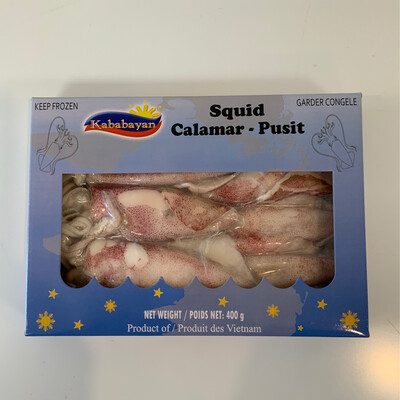 KEEP FROZEN
Kababayan
Squid
Calamar - Pusit
GARDER CONGELE
NET WEIGHT / POIDS NET: 400 g
Product of / Produit des Vietnam